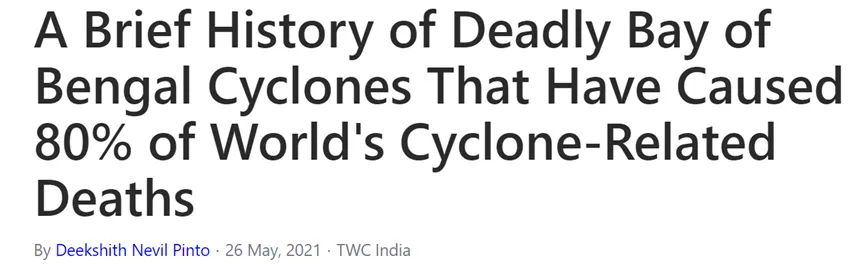 A Brief History of Deadly Bay of
Bengal Cyclones That Have Caused
80% of World's Cyclone-Related
Deaths
By Deekshith Nevil Pinto · 26 May, 2021 · TWC India